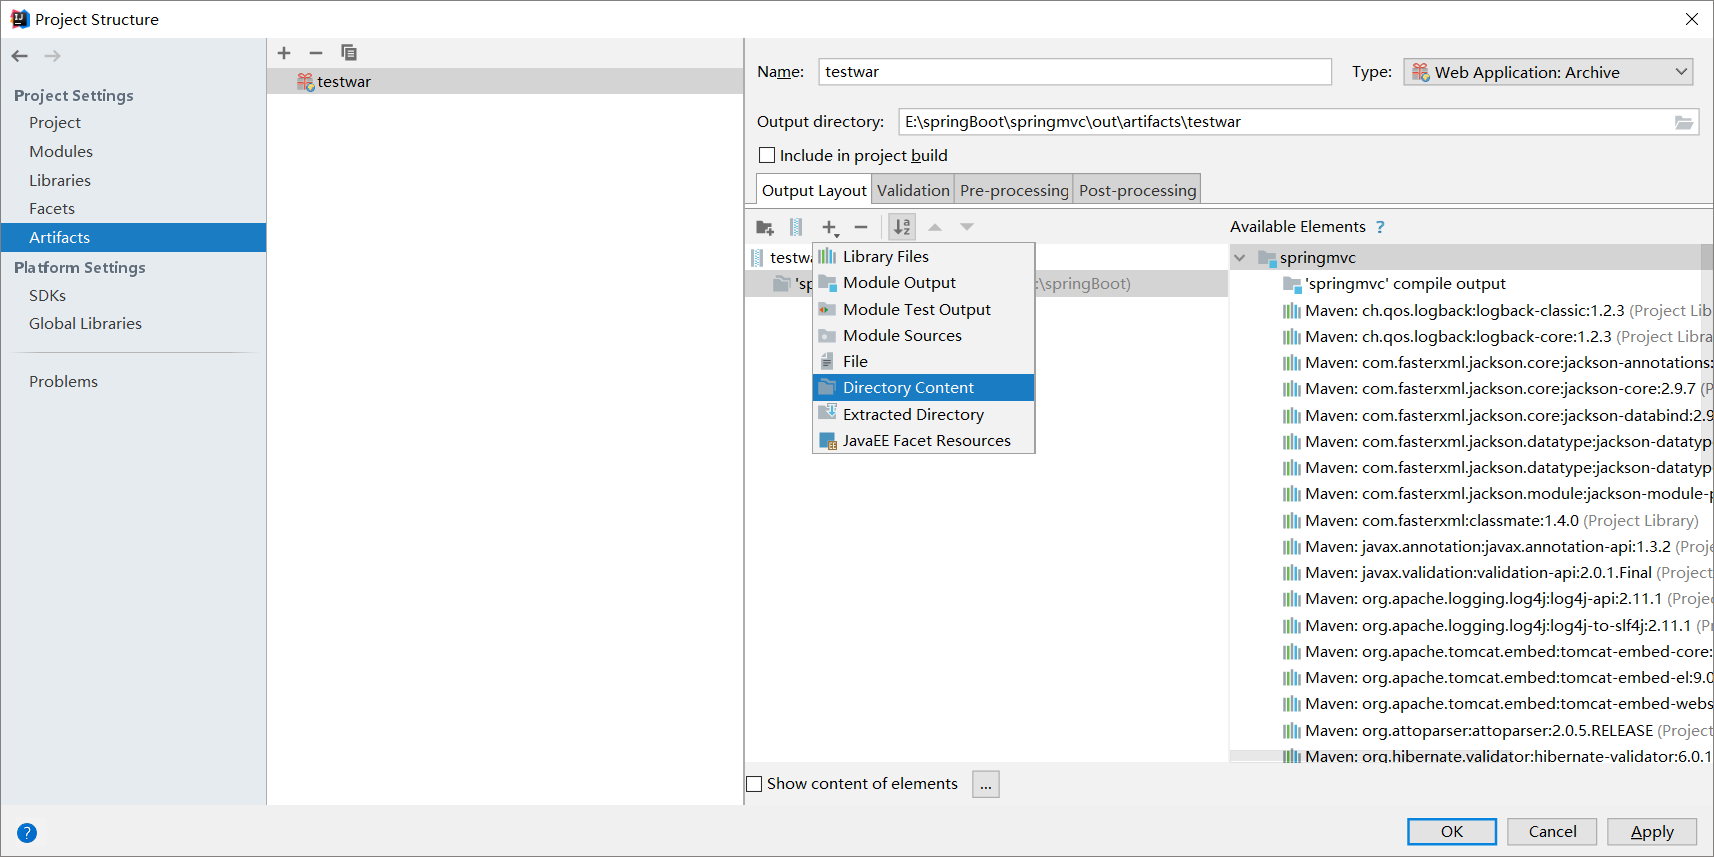 Project Structure
Project Settings
Project
Modules
Libraries
Facets
Artifacts
Platform Settings
SDKs
Global Libraries
Problems
testwar
Name: testwar Type: Web Application: Archive
Output directory: E:\springBoot\springmvc\out\artifacts\testwar
Include in project build
Output Layout Validation Pre-processing Post-processing
Available Elements ?
testwa
'sp :\springBoot)
Library Files
Module Output
Module Test Output
Module Sources
File
Directory Content
Extracted Directory
JavaEE Facet Resources
springmvc
'springmvc' compile output
Maven: ch.qos.logback:logback-classic:1.2.3 (Project Lib
Maven: ch.qos.logback:logback-core:1.2.3 (Project Libra
Maven: com.fasterxml.jackson.core:jackson-annotations:
Maven: com.fasterxml.jackson.core:jackson-core:2.9.7 (P
Maven: com.fasterxml.jackson.core:jackson-databind:2.9
Maven: com.fasterxml.jackson.datatype:jackson-datatyp
Maven: com.fasterxml.jackson.datatype:jackson-datatyp
Maven: com.fasterxml.jackson.module:jackson-module-p
Maven: com.fasterxml:classmate:1.4.0 (Project Library)
Maven: javax.annotation:javax.annotation-api:1.3.2 (Proje
Maven: javax.validation:validation-api:2.0.1.Final (Project
Maven: org.apache.logging.log4j:log4j-api:2.11.1 (Projec
Maven: org.apache.logging.log4j:log4j-to-slf4j:2.11.1 (Pr
Maven: org.apache.tomcat.embed:tomcat-embed-core:
Maven: org.apache.tomcat.embed:tomcat-embed-el:9.0
Maven: org.apache.tomcat.embed:tomcat-embed-webs
Maven: org.attoparser:attoparser:2.0.5.RELEASE (Project
Maven: org.hibernate.validator:hibernate-validator:6.0.1
Show content of elements ...
? OK Cancel Apply